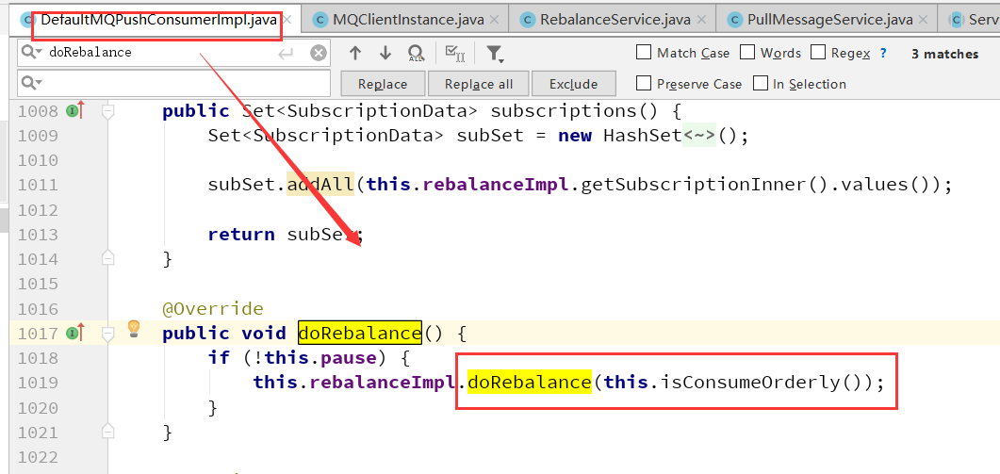 DefaultMQPushConsumerImpl.java MQClientInstance.java RebalanceService.java PullMessageService.java Serv
doRebalance ALL Match Case Words Regex ? 3 matches
Replace Replace all Exclude Preserve Case In Selection
1008 public Set<SubscriptionData> subscriptions() {
1009 Set<SubscriptionData> subSet = new HashSet<~>();
1010
1011 subSet.addAll(this.rebalanceImpl.getSubscriptionInner().values());
1012
1013 return subSet;
1014 }
1015
1016 @Override
1017 public void doRebalance() {
1018 if (!this.pause) {
1019 this.rebalanceImpl.doRebalance(this.isConsumeOrderly());
1020 }
1021 }
1022